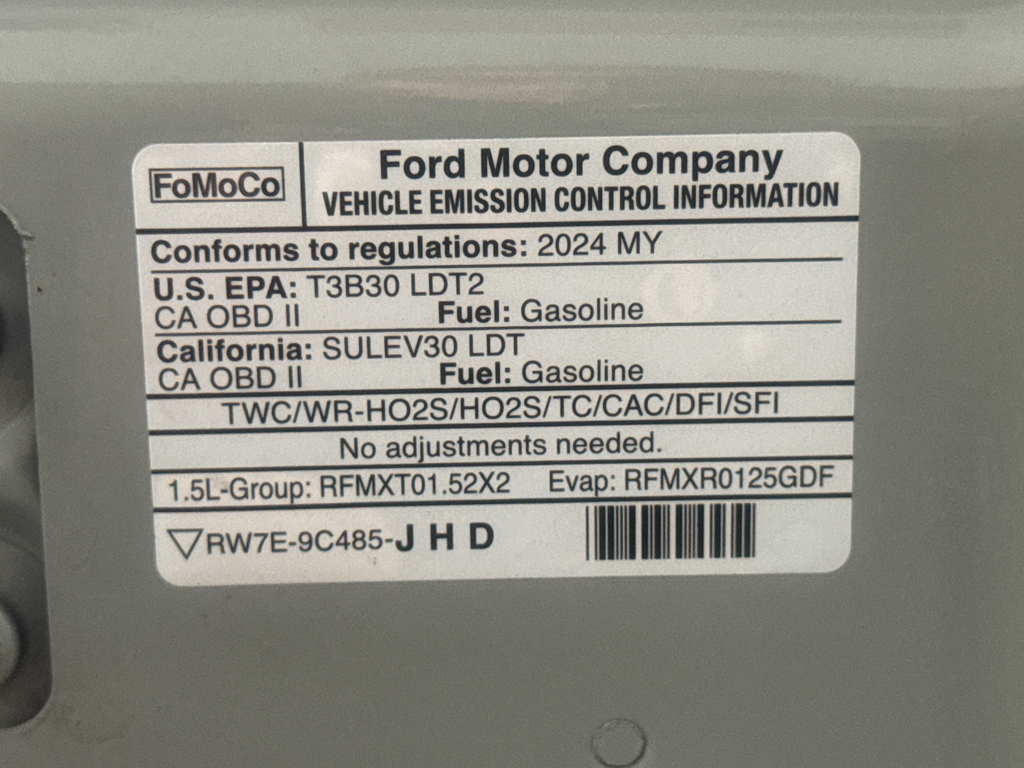 FoMoCo
Ford Motor Company
VEHICLE EMISSION CONTROL INFORMATION
Conforms to regulations: 2024 MY
U.S. EPA: T3B30 LDT2
CA OBD II Fuel: Gasoline
California: SULEV30 LDT
CA OBD II Fuel: Gasoline
TWC/WR-HO2S/HO2S/TC/CAC/DFI/SFI
No adjustments needed.
1.5L-Group: RFMXT01.52X2 Evap: RFMXR0125GDF
RW7E-9C485-J H D